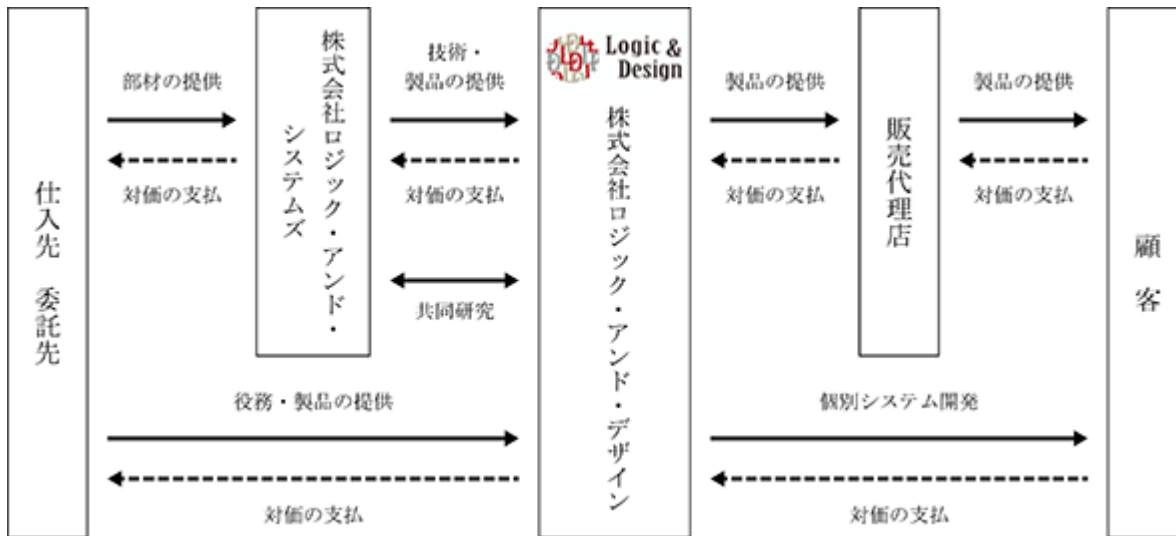 仕入先 委託先
部材の提供
対価の支払
株式会社ロジック・アンド・
システムズ
技術・
製品の提供
対価の支払
共同研究
役務・製品の提供
対価の支払
Logic &
Design
株式会社ロジック・アンド・デザイン
製品の提供
対価の支払
販売代理店
製品の提供
対価の支払
個別システム開発
対価の支払
顧客